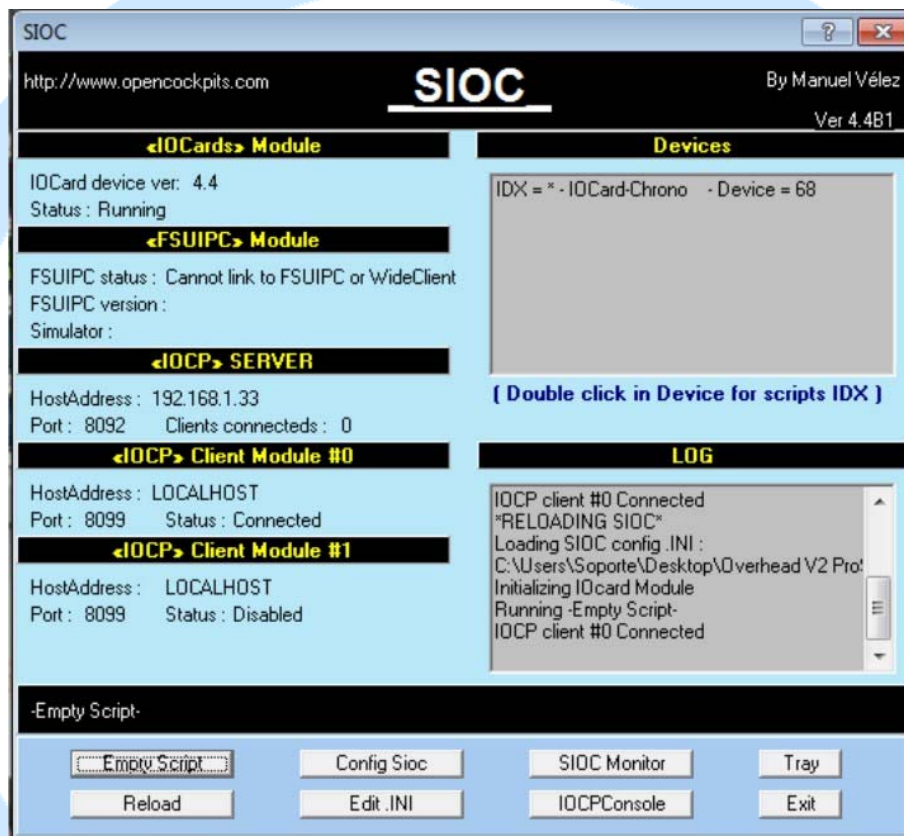 SIOC
http://www.opencockpits.com
_SIOC_
By Manuel Vélez
Ver 4.4B1
«IOCards» Module
IOCard device ver: 4.4
Status : Running
«FSUIPC» Module
FSUIPC status : Cannot link to FSUIPC or WideClient
FSUIPC version :
Simulator :
«IOCP» SERVER
HostAddress : 192.168.1.33
Port : 8092 Clients connecteds : 0
«IOCP» Client Module #0
HostAddress : LOCALHOST
Port : 8099 Status : Connected
«IOCP» Client Module #1
HostAddress : LOCALHOST
Port : 8099 Status : Disabled
Devices
IDX = * - IOCard-Chrono - Device = 68
( Double click in Device for scripts IDX )
LOG
IOCP client #0 Connected
*RELOADING SIOC*
Loading SIOC config .INI :
C:\Users\Soporte\Desktop\Overhead V2 Pro
Initializing IOcard Module
Running -Empty Script-
IOCP client #0 Connected
-Empty Script-
Empty Script
Config Sioc
SIOC Monitor
Tray
Reload
Edit .INI
IOCPConsole
Exit